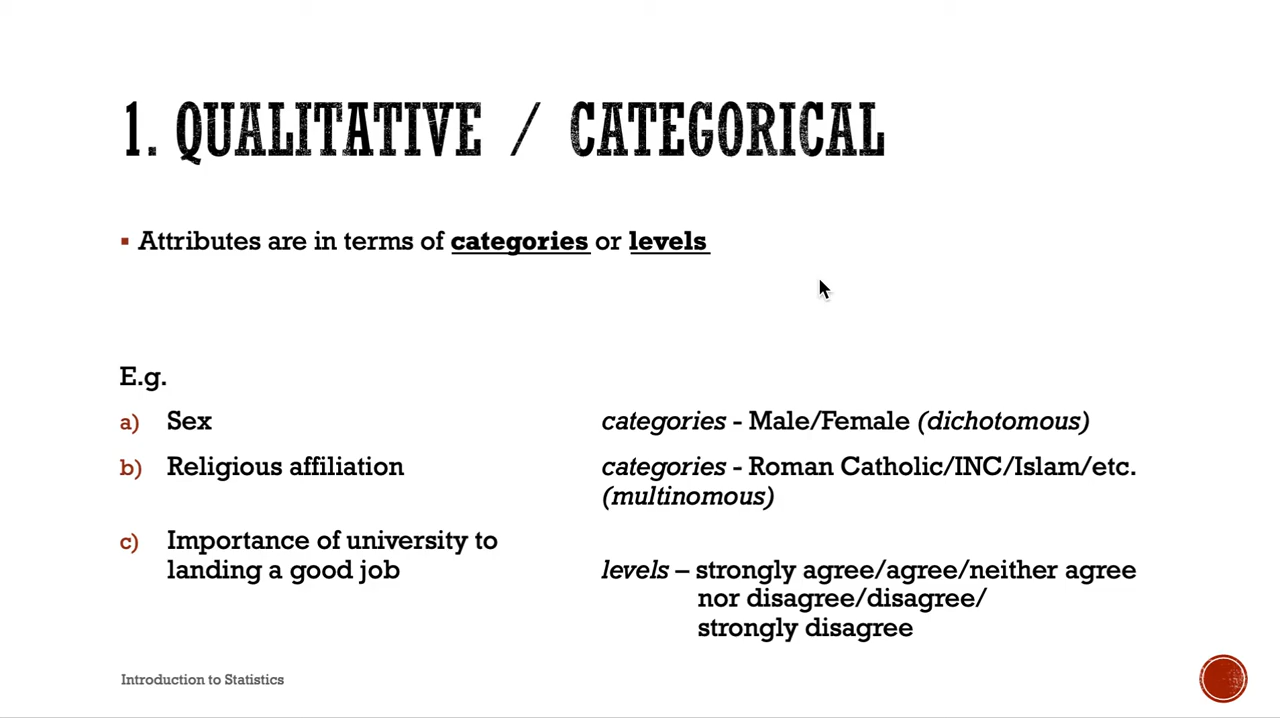 1. QUALITATIVE / CATEGORICAL
▪ Attributes are in terms of categories or levels
E.g.
a) Sex categories - Male/Female (dichotomous)
b) Religious affiliation categories - Roman Catholic/INC/Islam/etc.
(multinomous)
c) Importance of university to
landing a good job levels – strongly agree/agree/neither agree
nor disagree/disagree/
strongly disagree
Introduction to Statistics